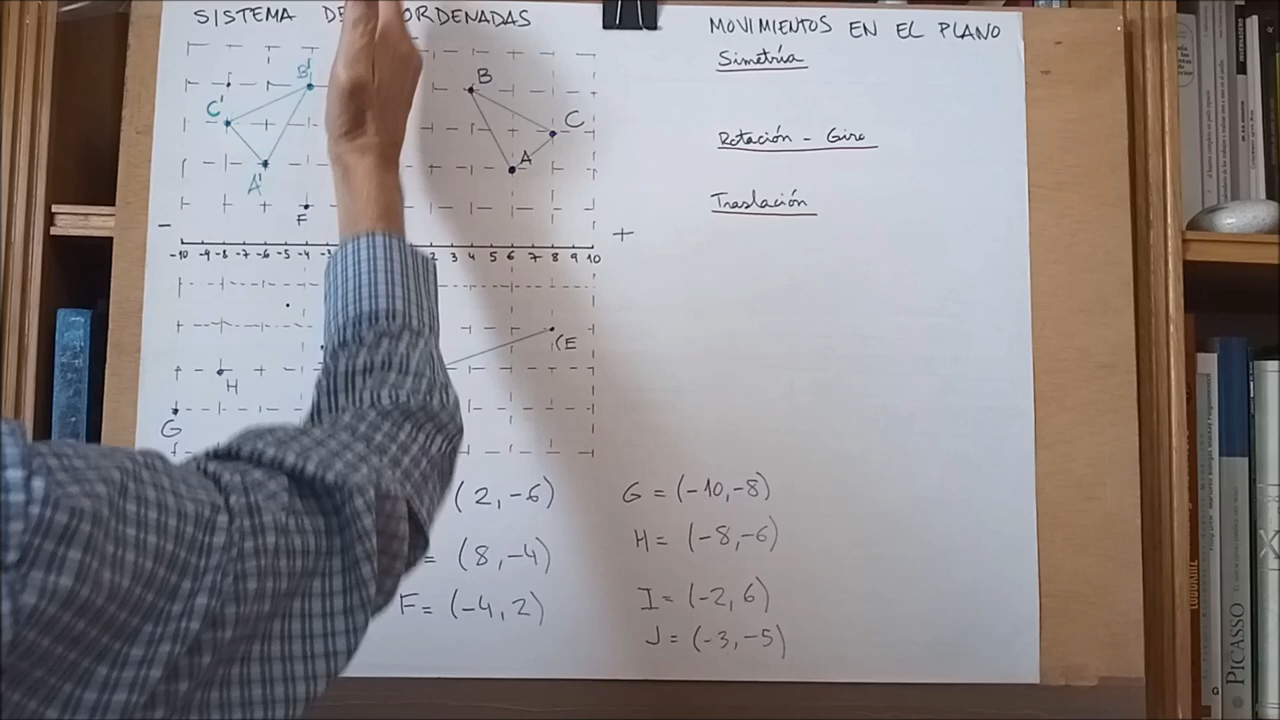 SISTEMA DE ORDENADAS
B'
C'
A'
F
B
C
A
-
+
-10 -9 -8 -7 -6 -5 -4 -3
2 3 4 5 6 7 8 9 10
(E
H
G
(2,-6)
= (8,-4)
F= (-4,2)
G = (-10,-8)
H = (-8,-6)
I = (-2,6)
J = (-3,-5)
MOVIMIENTOS EN EL PLANO
Simetría
Rotación - Giro
Traslación
PICASSO